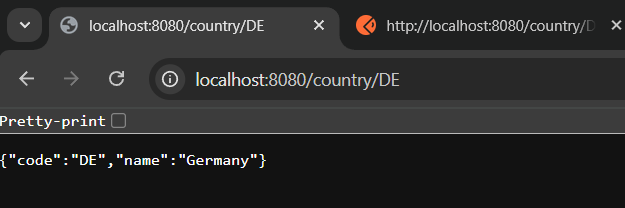 localhost:8080/country/DE
http://localhost:8080/country/D
localhost:8080/country/DE
Pretty-print
{"code":"DE","name":"Germany"}